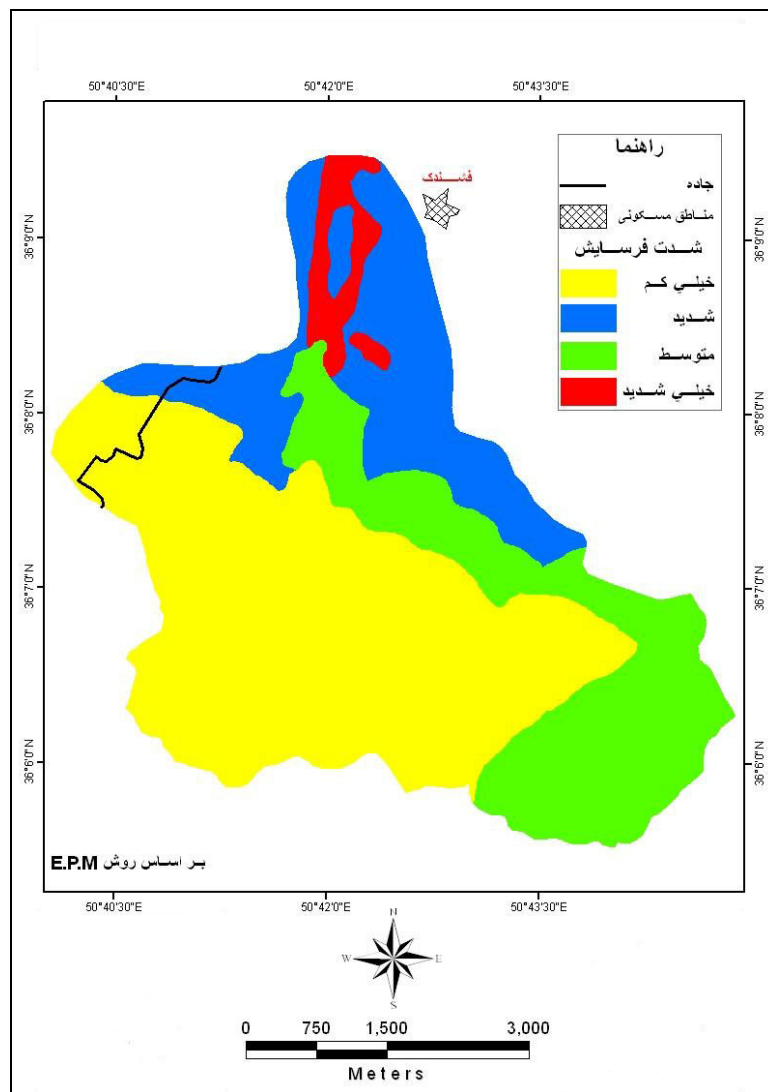 50°40'30"E 50°42'0"E 50°43'30"E
راهنما
جاده
مناطق مسکونی
شدت فرسایش
خيلي کم
شدید
متوسط
خيلي شدید
فشندک
36°9'0"N 36°9'0"N
36°8'0"N 36°8'0"N
36°7'0"N 36°7'0"N
36°6'0"N 36°6'0"N
بر اساس روش E.P.M
50°40'30"E 50°42'0"E 50°43'30"E
N
W E
S
0 750 1,500 3,000
Meters